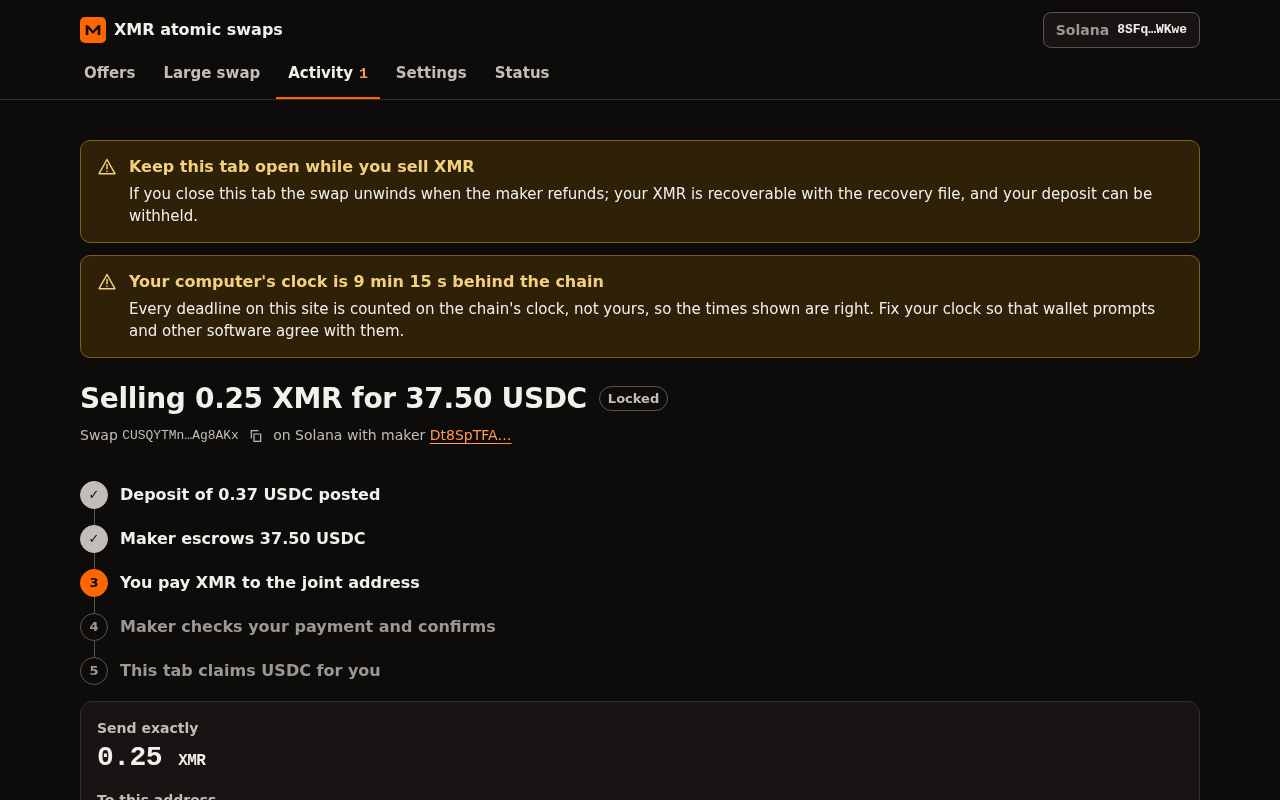 XMR atomic swaps
Solana 8SFq…WKwe
Offers Large swap Activity 1 Settings Status
Keep this tab open while you sell XMR
If you close this tab the swap unwinds when the maker refunds; your XMR is recoverable with the recovery file, and your deposit can be
withheld.
Your computer's clock is 9 min 15 s behind the chain
Every deadline on this site is counted on the chain's clock, not yours, so the times shown are right. Fix your clock so that wallet prompts
and other software agree with them.
Selling 0.25 XMR for 37.50 USDC Locked
Swap CUSQYTMn…Ag8AKx on Solana with maker Dt8SpTFA…
✓ Deposit of 0.37 USDC posted
✓ Maker escrows 37.50 USDC
3 You pay XMR to the joint address
4 Maker checks your payment and confirms
5 This tab claims USDC for you
Send exactly
0.25 XMR
To this address